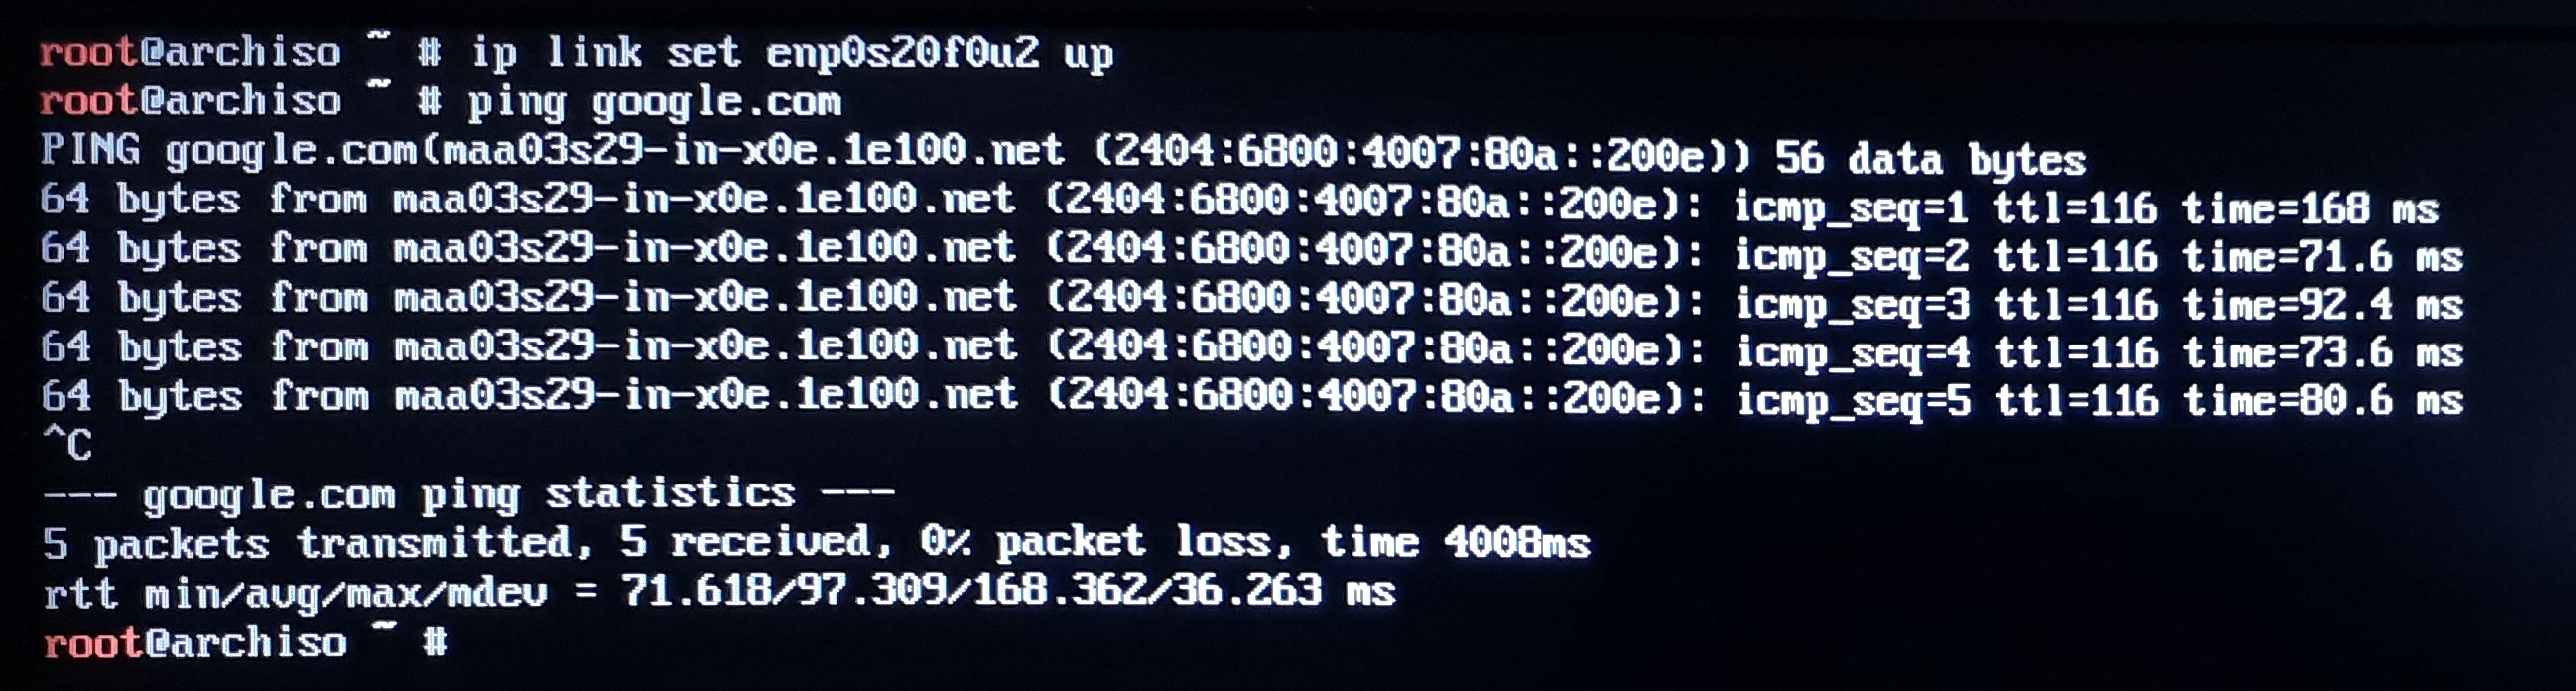 root@archiso ~ # ip link set enp0s20f0u2 up
root@archiso ~ # ping google.com
PING google.com(maa03s29-in-x0e.1e100.net (2404:6800:4007:80a::200e)) 56 data bytes
64 bytes from maa03s29-in-x0e.1e100.net (2404:6800:4007:80a::200e): icmp_seq=1 ttl=116 time=168 ms
64 bytes from maa03s29-in-x0e.1e100.net (2404:6800:4007:80a::200e): icmp_seq=2 ttl=116 time=71.6 ms
64 bytes from maa03s29-in-x0e.1e100.net (2404:6800:4007:80a::200e): icmp_seq=3 ttl=116 time=92.4 ms
64 bytes from maa03s29-in-x0e.1e100.net (2404:6800:4007:80a::200e): icmp_seq=4 ttl=116 time=73.6 ms
64 bytes from maa03s29-in-x0e.1e100.net (2404:6800:4007:80a::200e): icmp_seq=5 ttl=116 time=80.6 ms
^C
--- google.com ping statistics ---
5 packets transmitted, 5 received, 0% packet loss, time 4008ms
rtt min/avg/max/mdev = 71.618/97.309/168.362/36.263 ms
root@archiso ~ #